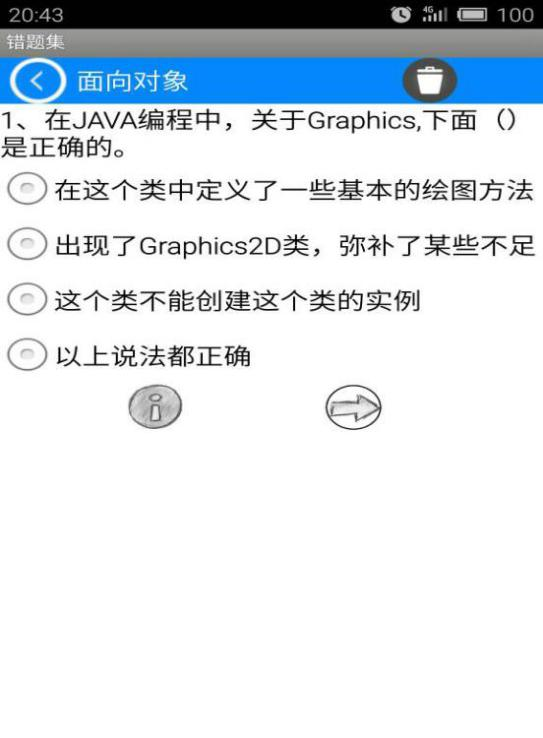 20:43 4G 100
错题集
面向对象
1、在JAVA编程中，关于Graphics,下面（）
是正确的。
在这个类中定义了一些基本的绘图方法
出现了Graphics2D类，弥补了某些不足
这个类不能创建这个类的实例
以上说法都正确